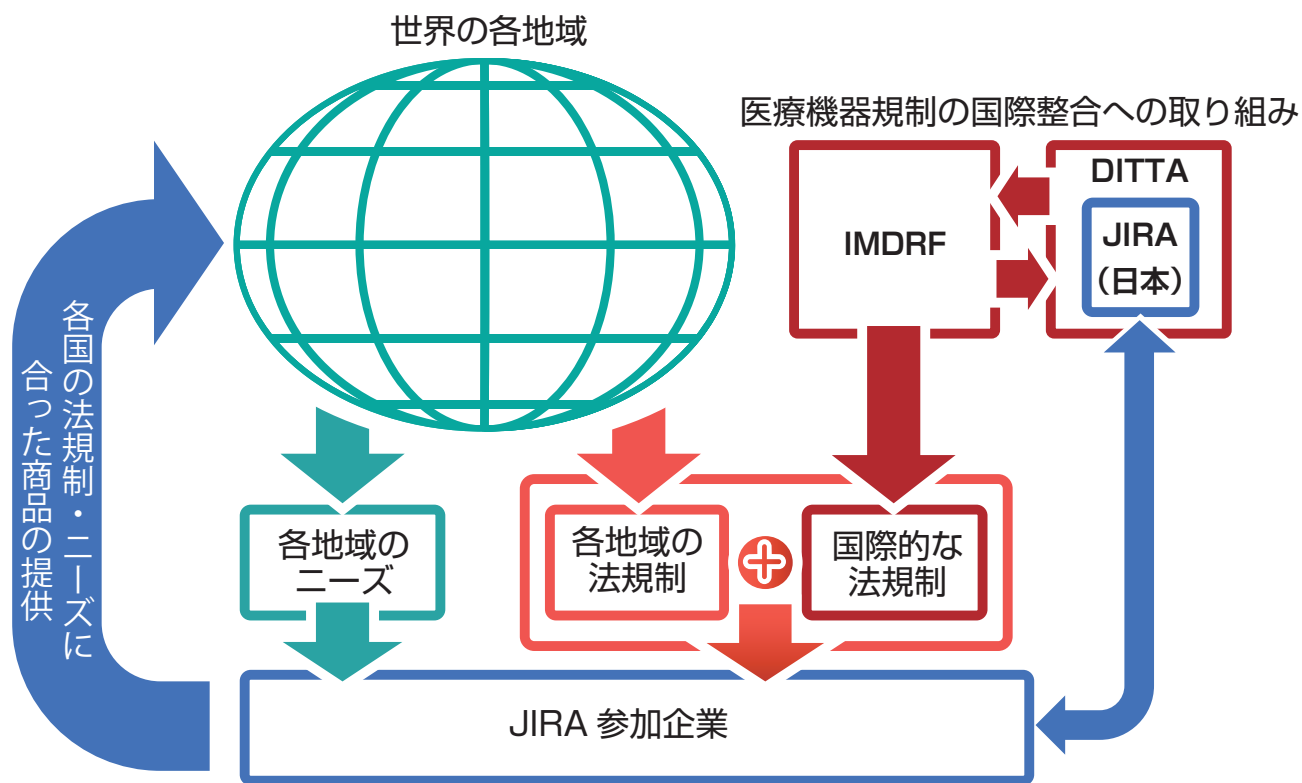 世界の各地域
医療機器規制の国際整合への取り組み
IMDRF
DITTA
JIRA
（日本）
各国の法規制・ニーズに
合った商品の提供
各地域の
ニーズ
各地域の
法規制
国際的な
法規制
JIRA 参加企業